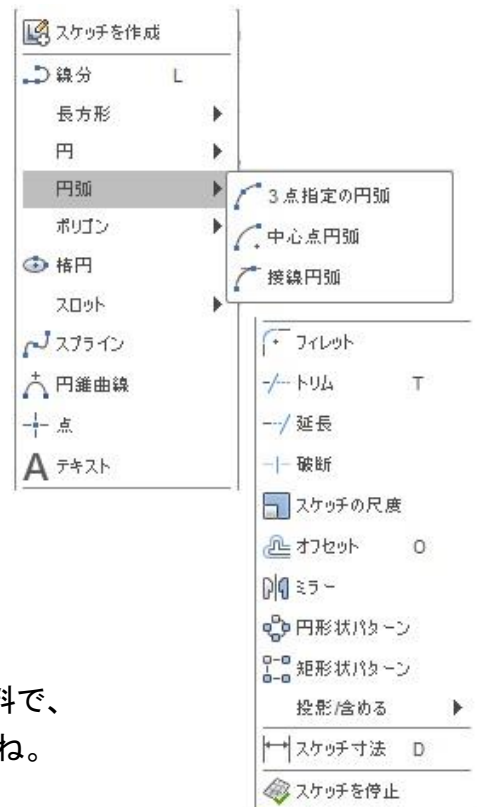 スケッチを作成
線分 L
長方形
円
円弧
ポリゴン
楕円
スロット
スプライン
円錐曲線
点
テキスト
3点指定の円弧
中心点円弧
接線円弧
フィレット
トリム T
延長
破断
スケッチの尺度
オフセット O
ミラー
円形状パターン
矩形状パターン
投影/含める
スケッチ寸法 D
スケッチを停止
料で、
ね。